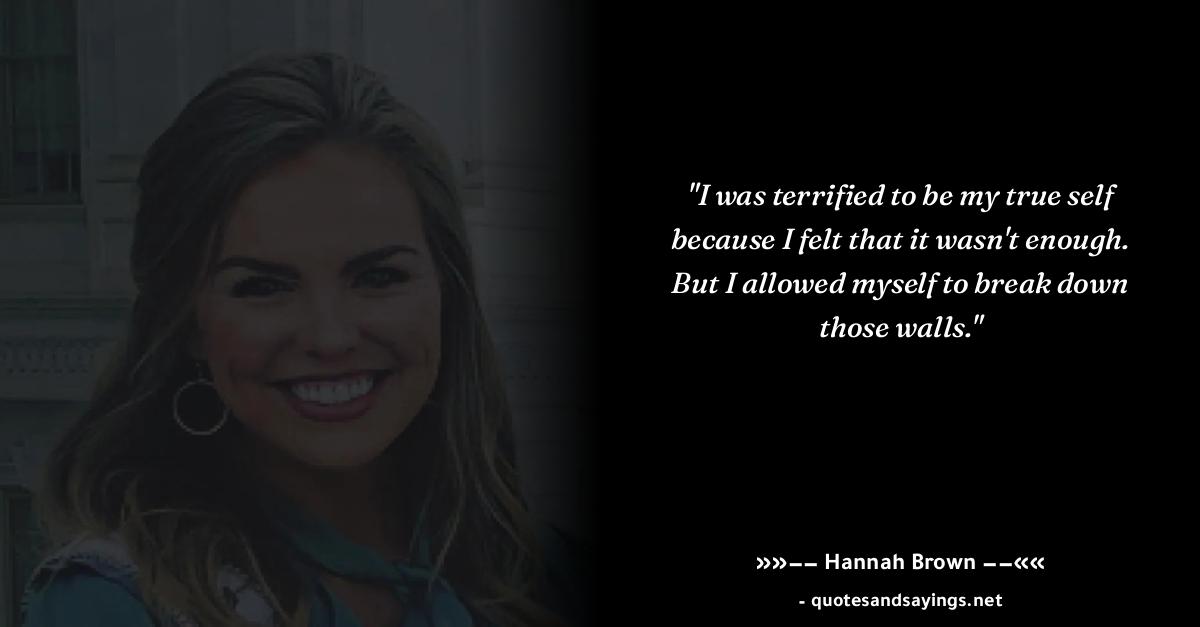 "I was terrified to be my true self
because I felt that it wasn't enough.
But I allowed myself to break down
those walls."
»»−− Hannah Brown −−««
- quotesandsayings.net